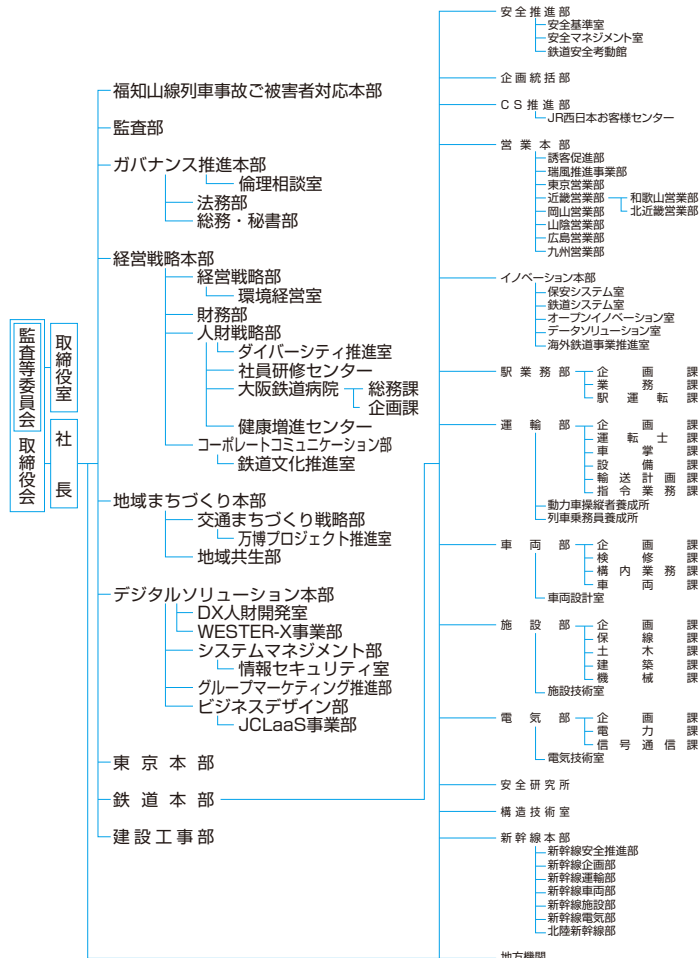 監査等委員会
取締役会
取締役室
社長
福知山線列車事故ご被害者対応本部
監査部
ガバナンス推進本部
倫理相談室
法務部
総務・秘書部
経営戦略本部
経営戦略部
環境経営室
財務部
人財戦略部
ダイバーシティ推進室
社員研修センター
大阪鉄道病院 総務課
企画課
健康増進センター
コーポレートコミュニケーション部
鉄道文化推進室
地域まちづくり本部
交通まちづくり戦略部
万博プロジェクト推進室
地域共生部
デジタルソリューション本部
DX人財開発室
WESTER-X事業部
システムマネジメント部
情報セキュリティ室
グループマーケティング推進部
ビジネスデザイン部
JCLaaS事業部
東京本部
鉄道本部
建設工事部
安全推進部
安全基準室
安全マネジメント室
鉄道安全考動館
企画統括部
CS推進部
JR西日本お客様センター
営業本部
誘客促進部
瑞風推進事業部
東京営業部
近畿営業部 和歌山営業部
岡山営業部 北近畿営業部
山陰営業部
広島営業部
九州営業部
イノベーション本部
保安システム室
鉄道システム室
オープンイノベーション室
データソリューション室
海外鉄道事業推進室
駅業務部 企画課
業務課
駅運転課
運輸部 企画課
運転士課
車掌課
設備課
輸送計画課
指令業務課
動力車操縦者養成所
列車乗務員養成所
車両部 企画課
検修課
構内業務課
車両課
車両設計室
施設部 企画課
保線課
土木課
建築課
機械課
施設技術室
電気部 企画課
電力課
信号通信課
電気技術室
安全研究所
構造技術室
新幹線本部
新幹線安全推進部
新幹線企画部
新幹線運輸部
新幹線車両部
新幹線施設部
新幹線電気部
北陸新幹線部
地方機関